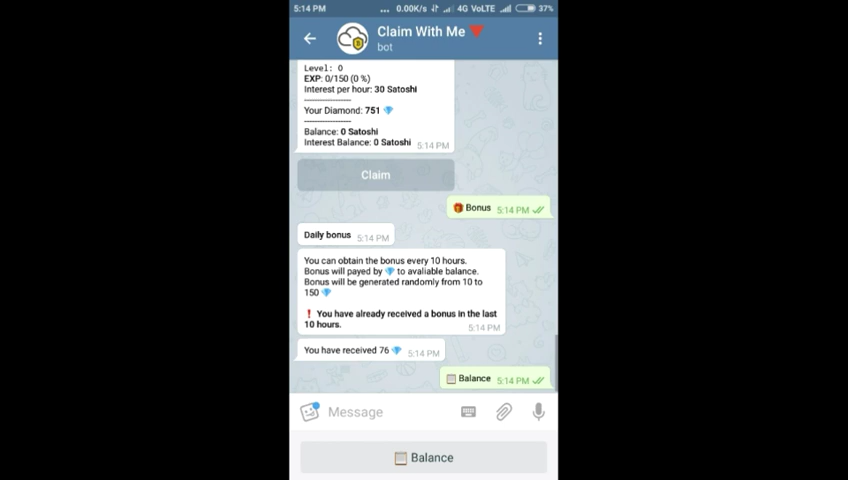 5:14 PM ... 0.00K/s 4G VoLTE 37%
Claim With Me
bot
Level: 0
EXP: 0/150 (0 %)
Interest per hour: 30 Satoshi
------------------
Your Diamond: 751 💎
------------------
Balance: 0 Satoshi
Interest Balance: 0 Satoshi 5:14 PM
Claim
🎁 Bonus 5:14 PM
Daily bonus 5:14 PM
You can obtain the bonus every 10 hours.
Bonus will payed by 💎 to avaliable balance.
Bonus will be generated randomly from 10 to
150 💎
❗ You have already received a bonus in the last
10 hours. 5:14 PM
You have received 76 💎 5:14 PM
📋 Balance 5:14 PM
Message
📋 Balance